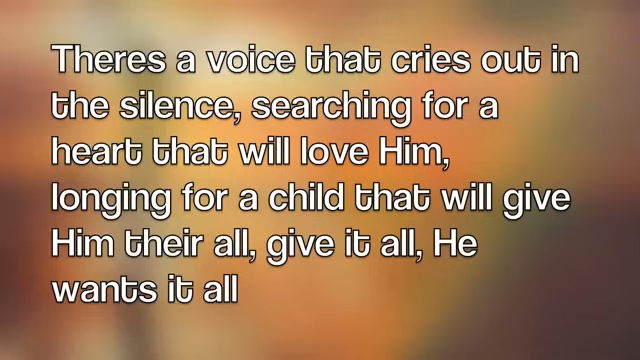 Theres a voice that cries out in
the silence, searching for a
heart that will love Him,
longing for a child that will give
Him their all, give it all, He
wants it all